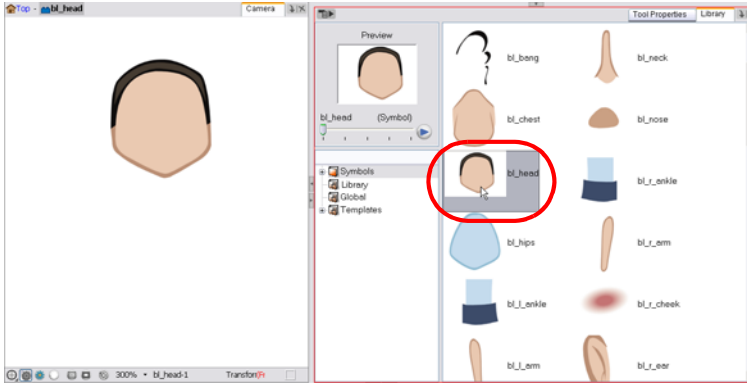 Top - bl_head
Camera
Tool Properties
Library
Preview
bl_head (Symbol)
Symbols
Library
Global
Templates
bl_bang
bl_neck
bl_chest
bl_nose
bl_head
bl_r_ankle
bl_hips
bl_r_arm
bl_l_ankle
bl_r_cheek
bl_l_arm
bl_r_ear
300%
bl_head-1
Transform
Fr